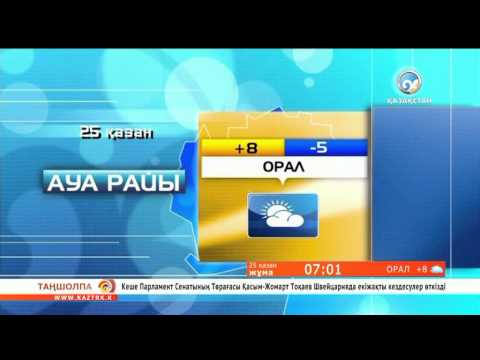 ҚАЗАҚСТАН
25 қазан
+8 -5
ОРАЛ
АУА РАЙЫ
25 қазан
жұма
07:01
ОРАЛ +8
ТАҢШОЛПА
Кеше Парламент Сенатының Төрағасы Қасым-Жомарт Тоқаев Швейцарияда екіжақты кездесулер өткізді
WWW.KAZTRK.K